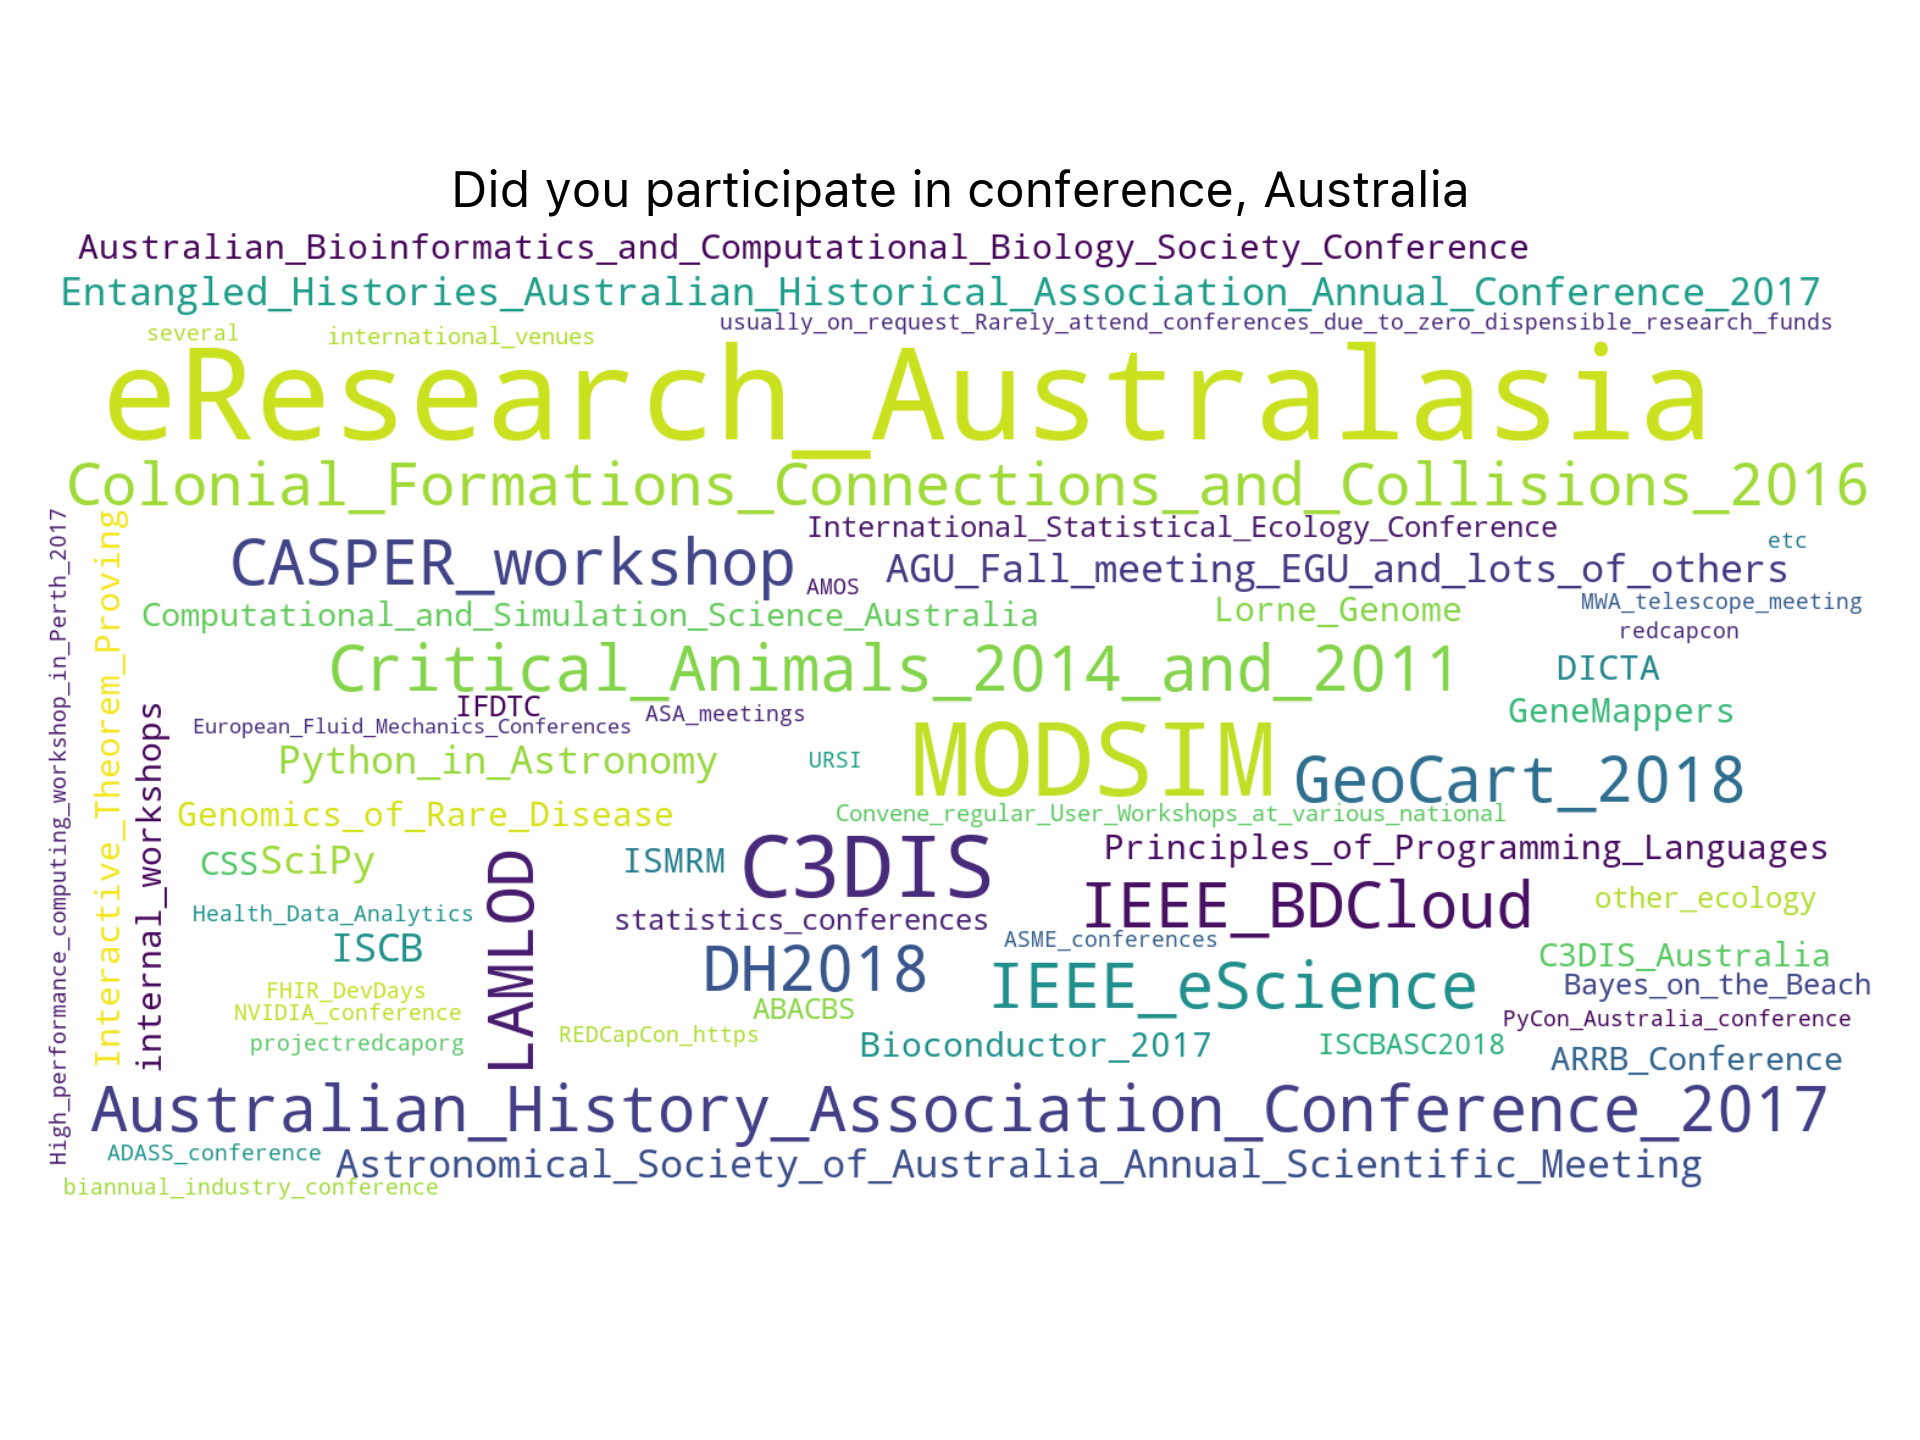 Did you participate in conference, Australia
Australian_Bioinformatics_and_Computational_Biology_Society_Conference
Entangled_Histories_Australian_Historical_Association_Annual_Conference_2017
several
international_venues
usually_on_request_Rarely_attend_conferences_due_to_zero_dispensible_research_funds
eResearch_Australasia
Colonial_Formations_Connections_and_Collisions_2016
High_performance_computing_workshop_in_Perth_2017
Interactive_Theorem_Proving
internal_workshops
International_Statistical_Ecology_Conference
etc
CASPER_workshop
AMOS
AGU_Fall_meeting_EGU_and_lots_of_others
Computational_and_Simulation_Science_Australia
Lorne_Genome
MWA_telescope_meeting
redcapcon
Critical_Animals_2014_and_2011
DICTA
IFDTC
ASA_meetings
GeneMappers
European_Fluid_Mechanics_Conferences
Python_in_Astronomy
URSI
MODSIM
GeoCart_2018
Genomics_of_Rare_Disease
Convene_regular_User_Workshops_at_various_national
CSS
SciPy
ISMRM
C3DIS
Principles_of_Programming_Languages
LAMLOD
Health_Data_Analytics
statistics_conferences
IEEE_BDCloud
other_ecology
ISCB
ASME_conferences
C3DIS_Australia
DH2018
IEEE_eScience
Bayes_on_the_Beach
FHIR_DevDays
NVIDIA_conference
ABACBS
PyCon_Australia_conference
projectredcaporg
REDCapCon_https
Bioconductor_2017
ISCBASC2018
ARRB_Conference
Australian_History_Association_Conference_2017
ADASS_conference
Astronomical_Society_of_Australia_Annual_Scientific_Meeting
biannual_industry_conference